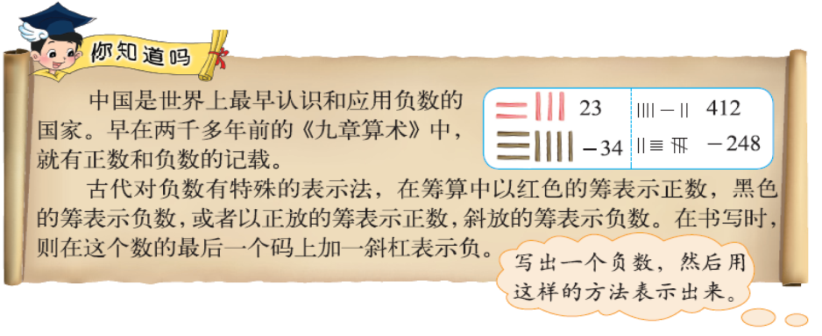 你知道吗
中国是世界上最早认识和应用负数的
国家。早在两千多年前的《九章算术》中，
就有正数和负数的记载。
23
412
-34
-248
古代对负数有特殊的表示法，在筹算中以红色的筹表示正数，黑色
的筹表示负数，或者以正放的筹表示正数，斜放的筹表示负数。在书写时，
则在这个数的最后一个码上加一斜杠表示负。
写出一个负数，然后用
这样的方法表示出来。